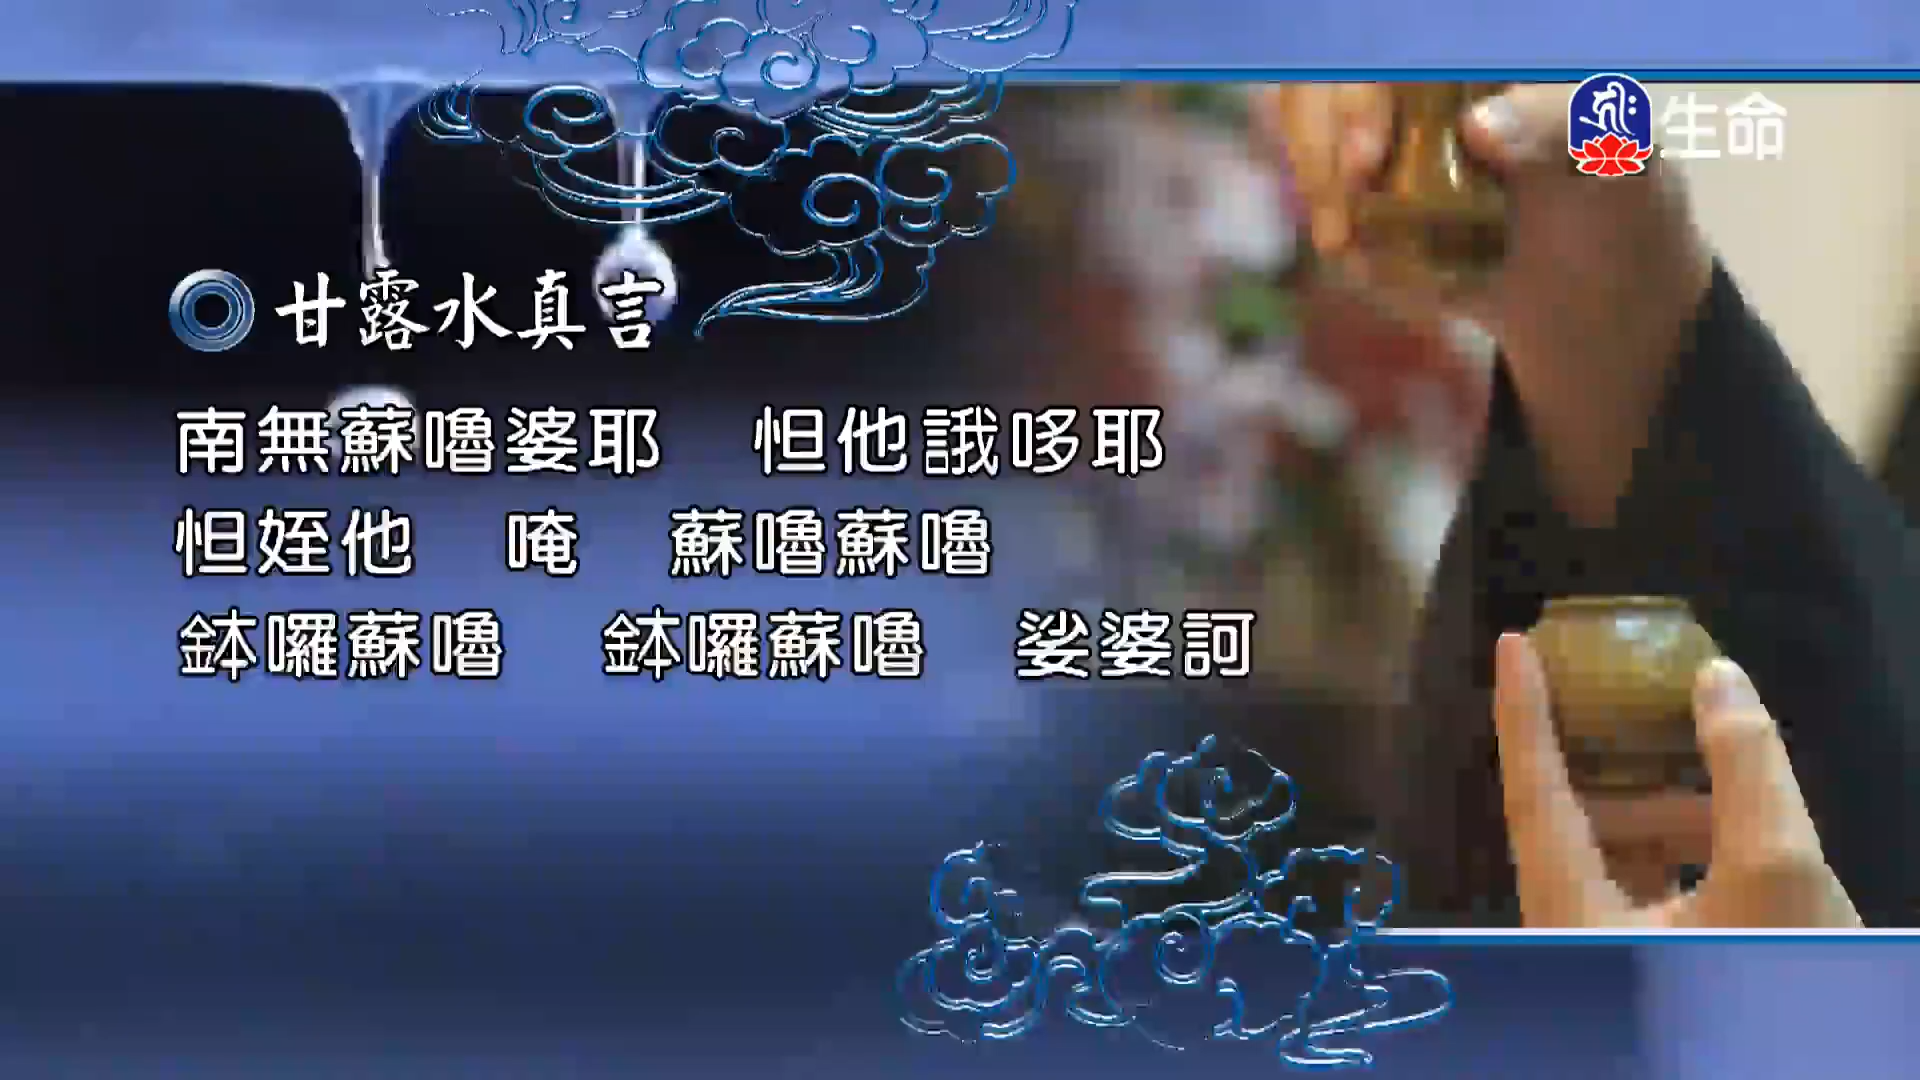 生命
甘露水真言
南無蘇嚕婆耶 怛他誐哆耶
怛姪他 唵 蘇嚕蘇嚕
鉢囉蘇嚕 鉢囉蘇嚕 娑婆訶